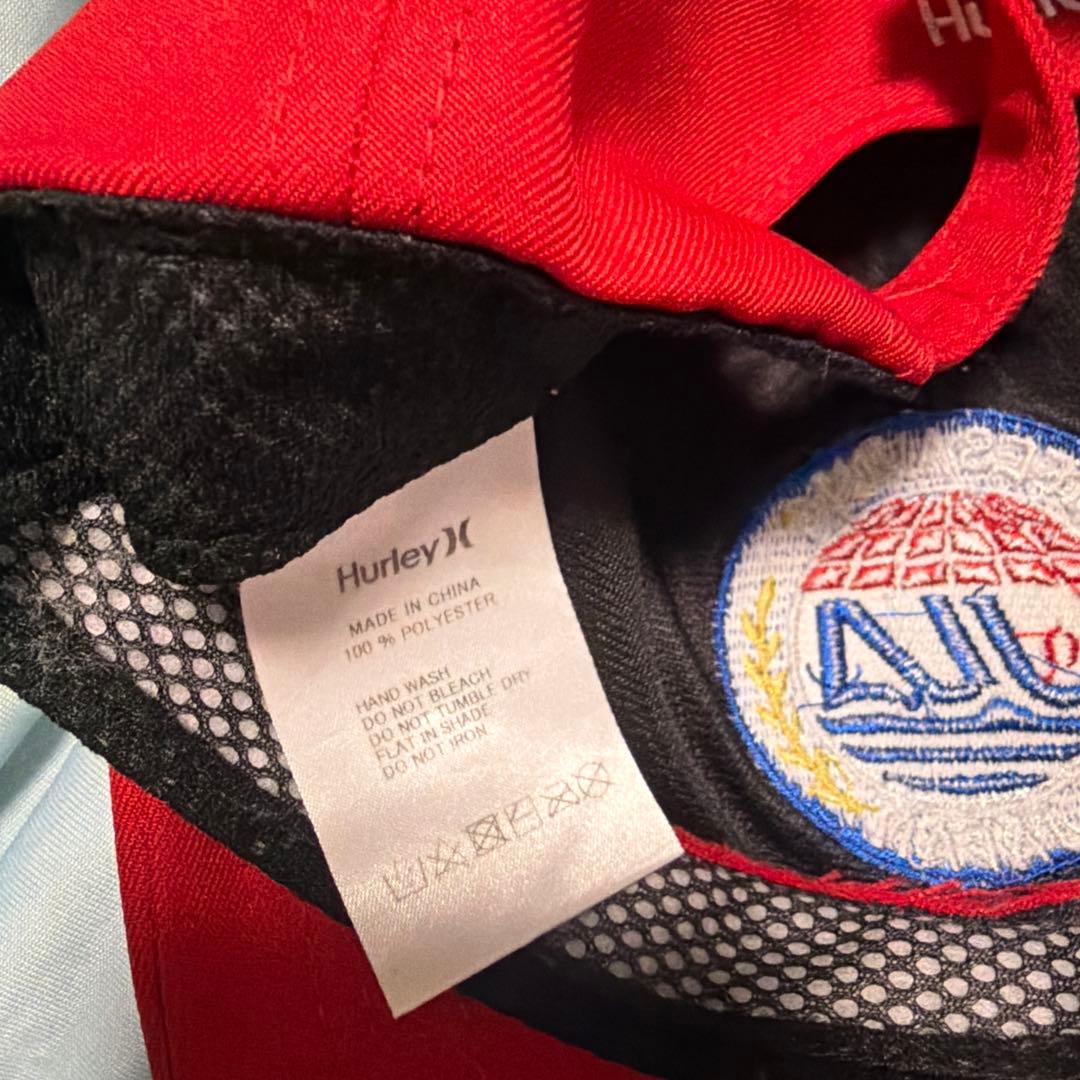 Hurley
MADE IN CHINA
100 % POLYESTER
HAND WASH
DO NOT BLEACH
DO NOT TUMBLE DRY
FLAT IN SHADE
DO NOT IRON